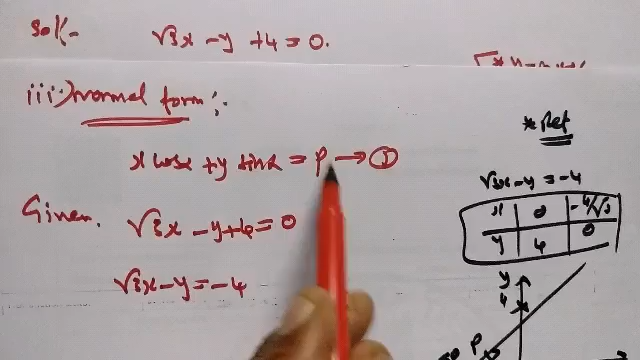 Sol:-
√3x - y + 4 = 0.
iii) normal form:-
x cosα + y sinα = P → ①
Given.
√3x - y + 4 = 0
√3x - y = -4
* Ref
√3x - y = -4
x 0 -4/√3
y 4 0
y
4
P